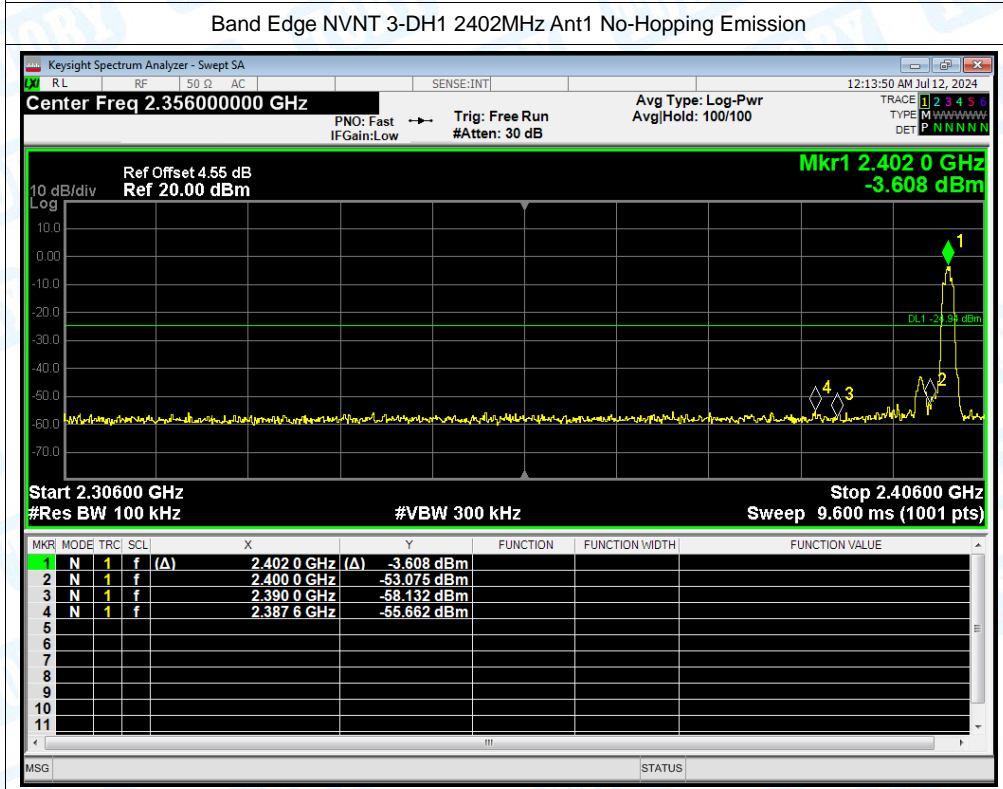 Band Edge NVNT 3-DH1 2402MHz Ant1 No-Hopping Emission
Keysight Spectrum Analyzer - Swept SA
LXI RL RF 50 Ω AC SENSE:INT 12:13:50 AM Jul 12, 2024
Center Freq 2.356000000 GHz
PNO: Fast
IFGain:Low
Trig: Free Run
#Atten: 30 dB
Avg Type: Log-Pwr
Avg|Hold: 100/100
TRACE 1 2 3 4 5 6
TYPE M WWWWW
DET P N N N N N
Mkr1 2.402 0 GHz
-3.608 dBm
Ref Offset 4.55 dB
10 dB/div Ref 20.00 dBm
Log
10.0
0.00
-10.0
-20.0
-30.0
-40.0
-50.0
-60.0
-70.0
1
DL1 -24.94 dBm
2
4
3
Start 2.30600 GHz Stop 2.40600 GHz
#Res BW 100 kHz #VBW 300 kHz Sweep 9.600 ms (1001 pts)
MKR MODE TRC SCL X Y FUNCTION FUNCTION WIDTH FUNCTION VALUE
1 N 1 f (Δ) 2.402 0 GHz (Δ) -3.608 dBm
2 N 1 f 2.400 0 GHz -53.075 dBm
3 N 1 f 2.390 0 GHz -58.132 dBm
4 N 1 f 2.387 6 GHz -55.662 dBm
5
6
7
8
9
10
11
MSG STATUS